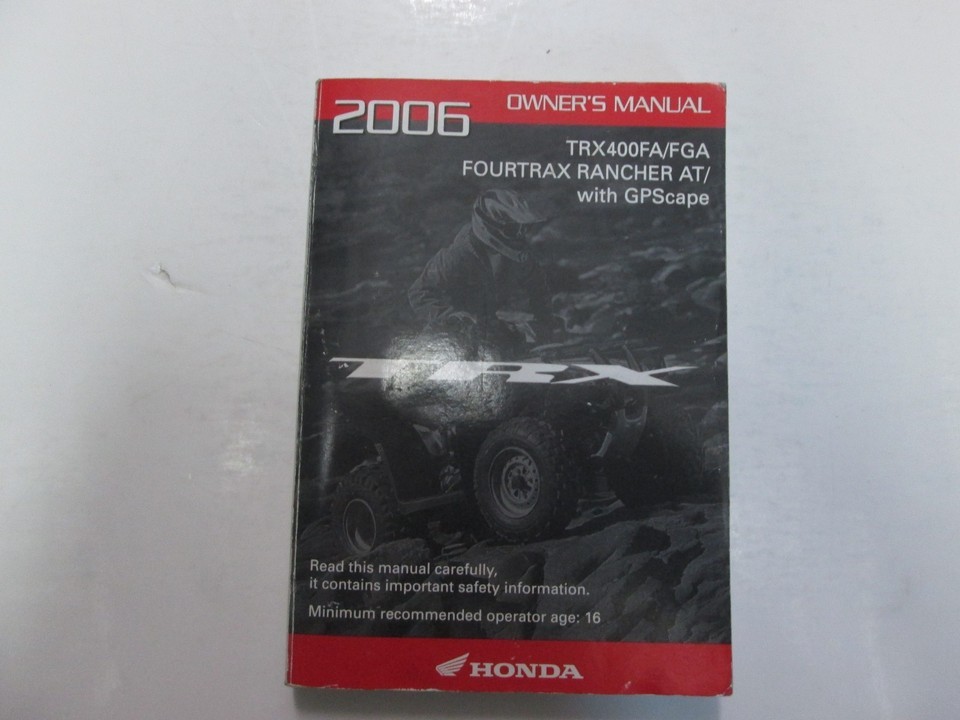 2006
OWNER'S MANUAL
TRX400FA/FGA
FOURTRAX RANCHER AT/
with GPScape
TRX
Read this manual carefully,
it contains important safety information.
Minimum recommended operator age: 16
HONDA